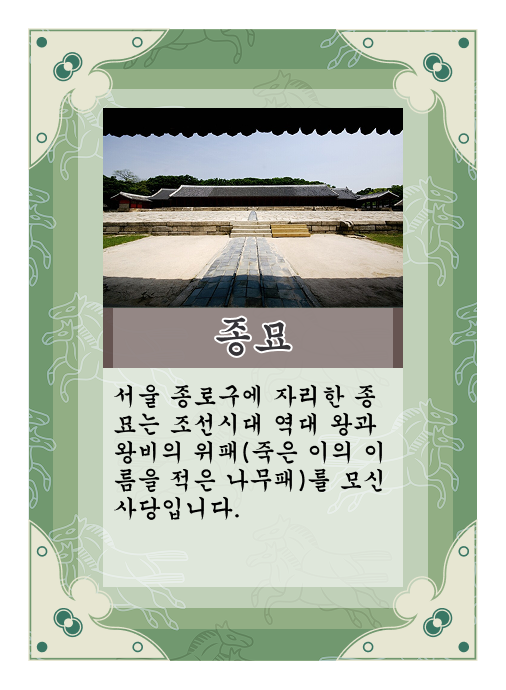 종묘
서울 종로구에 자리한 종
묘는 조선시대 역대 왕과
왕비의 위패(죽은 이의 이
름을 적은 나무패)를 모신
사당입니다.